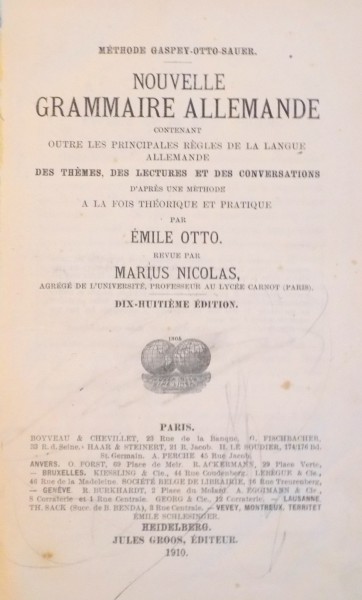 MÉTHODE GASPEY-OTTO-SAUER.
NOUVELLE
GRAMMAIRE ALLEMANDE
CONTENANT
OUTRE LES PRINCIPALES RÈGLES DE LA LANGUE
ALLEMANDE
DES THÈMES, DES LECTURES ET DES CONVERSATIONS
D'APRÈS UNE MÉTHODE
A LA FOIS THÉORIQUE ET PRATIQUE
PAR
ÉMILE OTTO.
REVUE PAR
MARIUS NICOLAS,
AGRÉGÉ DE L'UNIVERSITÉ, PROFESSEUR AU LYCÉE CARNOT (PARIS).
DIX-HUITIÈME ÉDITION.
PARIS.
BOYVEAU & CHEVILLET, 22 Rue de la Banque, G. FISCHBACHER,
33 R. d. Seine. - HAAR & STEINERT, 21 R. Jacob. H. LE SOUDIER, 174/176 Bd.
St. Germain. A. PERCHE 45 Rue Jacob.
ANVERS. O. FORST, 69 Place de Meir. R. ACKERMANN, 29 Place Verte,
— BRUXELLES. KIESSLING & Cie., 44 Rue Coudenberg. LEBÈGUE & Cie.,
46 Rue de la Madeleine. SOCIÉTÉ BELGE DE LIBRAIRIE, 16 Rue Treurenberg,
— GENÈVE R. BURKHARDT, 2 Place du Molard. A. EGGIMANN & Cie.,
Corraterie et 1 Rue Centrale. GEORG & Cie., Corraterie. — LAUSANNE.
TH. SACK (Succ. de B. BENDA), 3 Rue Centrale. — VEVEY, MONTREUX, TERRITET
ÉMILE SCHLESINGER.
HEIDELBERG.
JULES GROOS, ÉDITEUR.
1910.